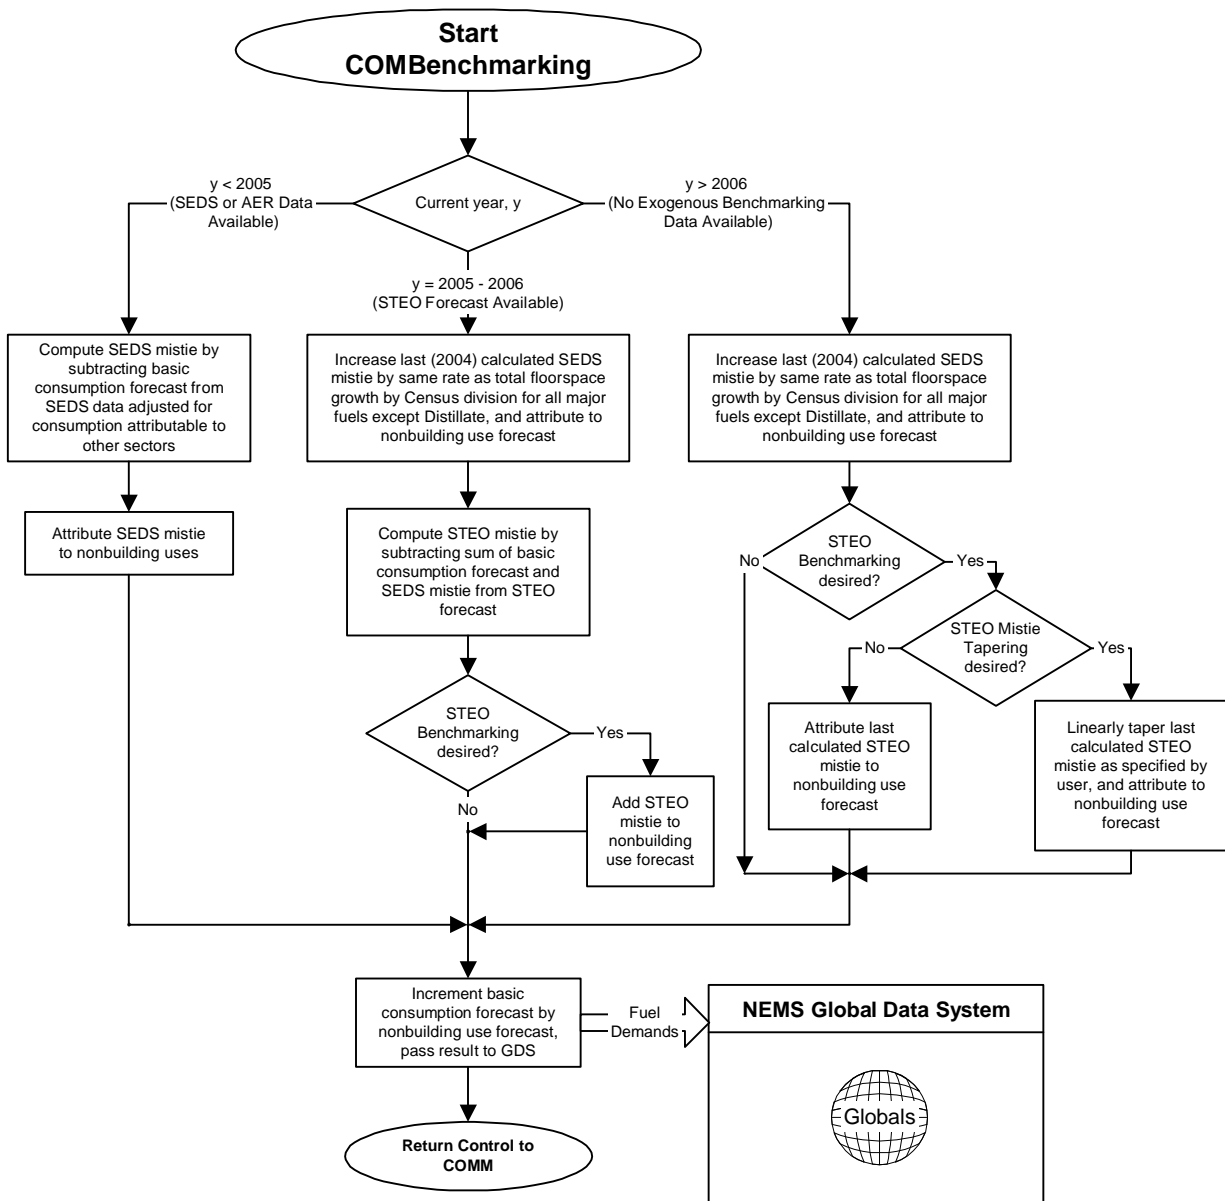 Start
COMBenchmarking
y < 2005
(SEDS or AER Data
Available)
Current year, y
y > 2006
(No Exogenous Benchmarking
Data Available)
y = 2005 - 2006
(STEO Forecast Available)
Compute SEDS mistie by
subtracting basic
consumption forecast from
SEDS data adjusted for
consumption attributable to
other sectors
Increase last (2004) calculated SEDS
mistie by same rate as total floorspace
growth by Census division for all major
fuels except Distillate, and attribute to
nonbuilding use forecast
Increase last (2004) calculated SEDS
mistie by same rate as total floorspace
growth by Census division for all major
fuels except Distillate, and attribute to
nonbuilding use forecast
Attribute SEDS mistie
to nonbuilding uses
Compute STEO mistie by
subtracting sum of basic
consumption forecast and
SEDS mistie from STEO
forecast
STEO
Benchmarking
desired?
No
Yes
STEO Mistie
Tapering
desired?
No
Yes
STEO
Benchmarking
desired?
Yes
No
Add STEO
mistie to
nonbuilding
use forecast
Attribute last
calculated STEO
mistie to
nonbuilding use
forecast
Linearly taper last
calculated STEO
mistie as specified by
user, and attribute to
nonbuilding use
forecast
Increment basic
consumption forecast by
nonbuilding use forecast,
pass result to GDS
Fuel
Demands
NEMS Global Data System
Globals
Return Control to
COMM